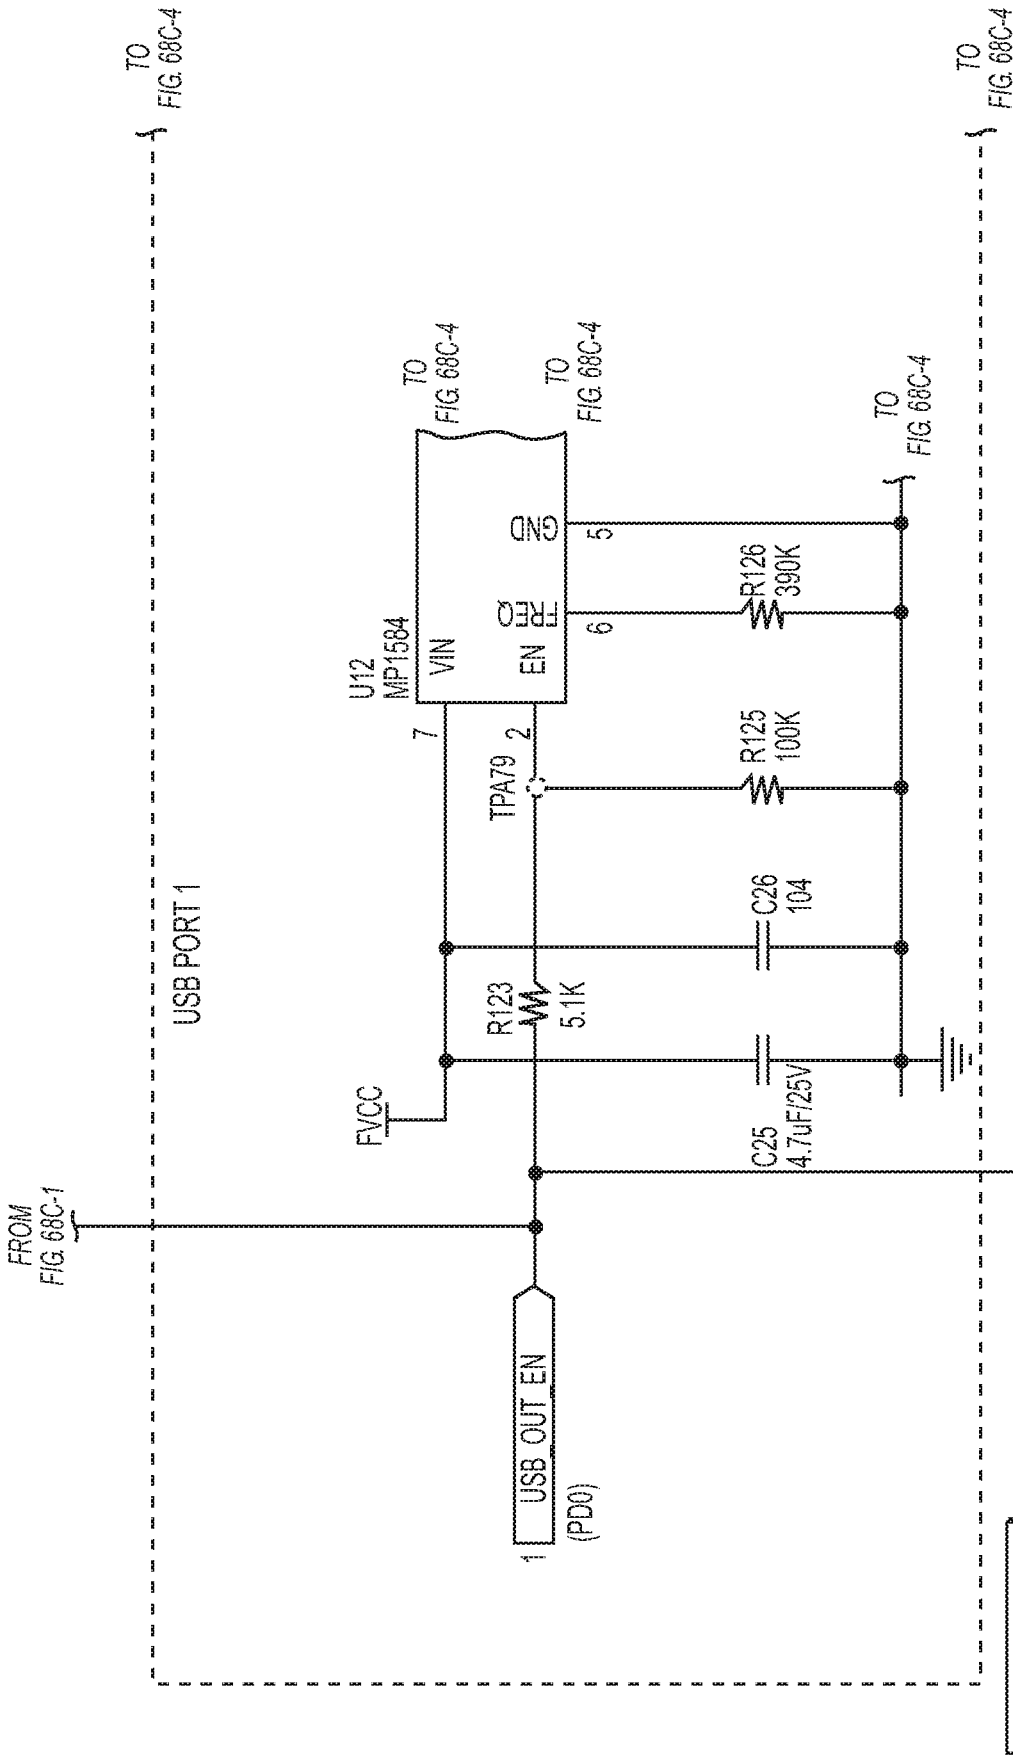 FROM
FIG. 68C-1
TO
FIG. 68C-4
USB PORT 1
FVCC
U12
MP1584
TO
FIG. 68C-4
7
VIN
R123
5.1K
TPA79
2
EN
FREQ
GND
6
5
TO
FIG. 68C-4
1
USB_OUT_EN
(PD0)
C25
4.7uF/25V
C26
104
R125
100K
R126
390K
TO
FIG. 68C-4
TO
FIG. 68C-4